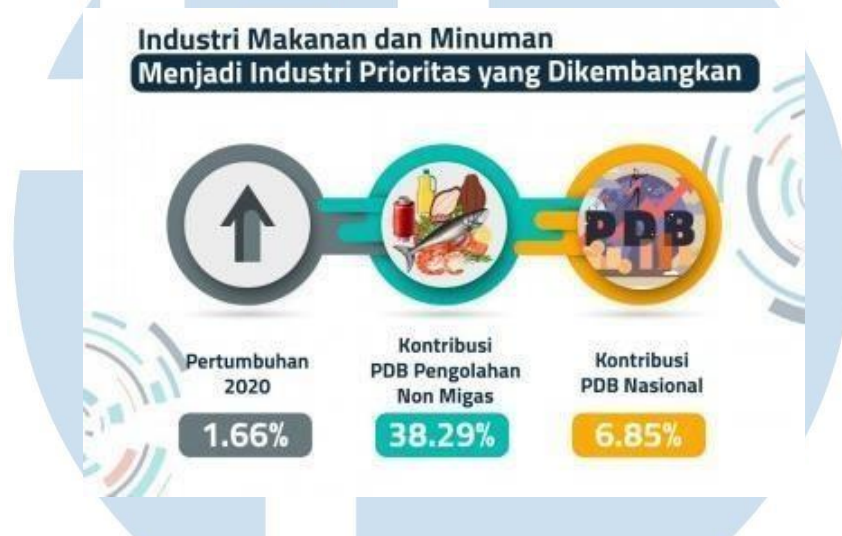 Industri Makanan dan Minuman
Menjadi Industri Prioritas yang Dikembangkan
PDB
Pertumbuhan
2020
1.66%
Kontribusi
PDB Pengolahan
Non Migas
38.29%
Kontribusi
PDB Nasional
6.85%